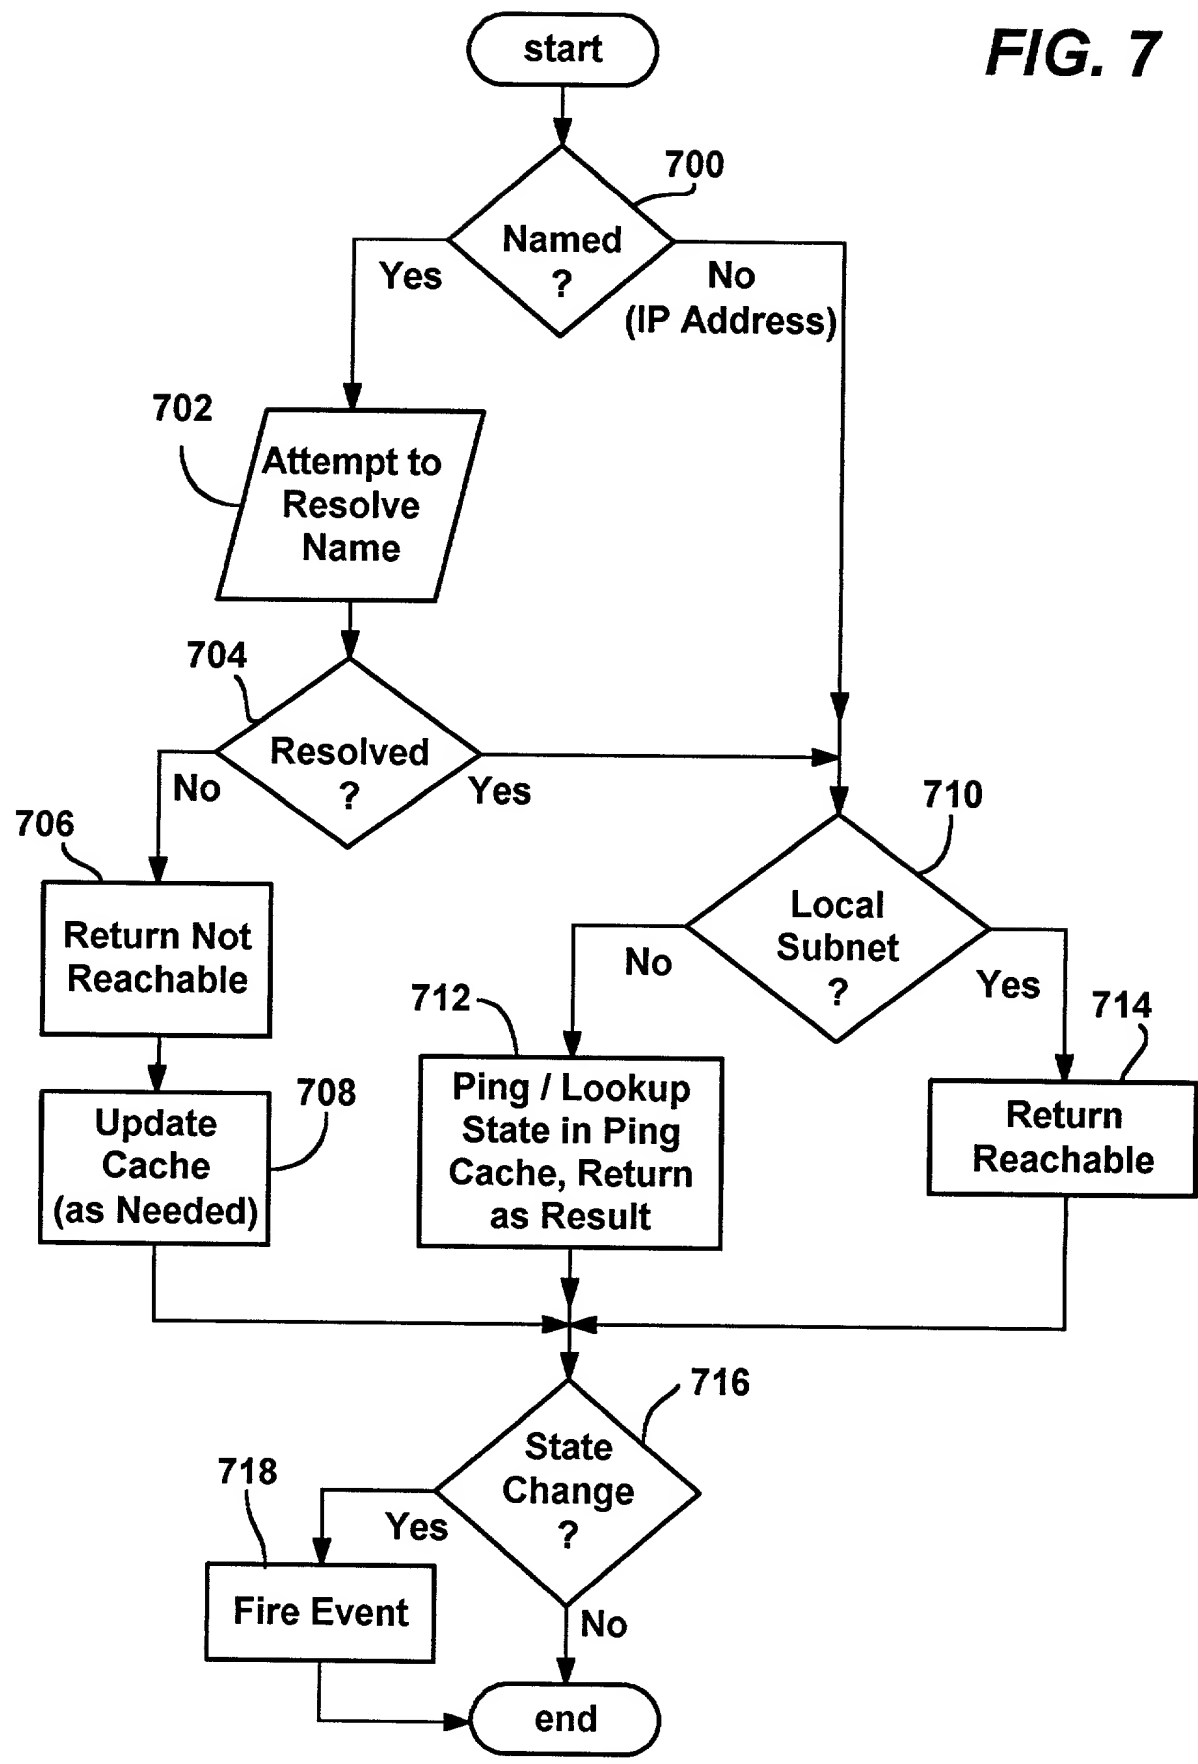 start
FIG. 7
700
Named
?
Yes
No
(IP Address)
702
Attempt to
Resolve
Name
704
Resolved
?
No
Yes
706
Return Not
Reachable
708
Update
Cache
(as Needed)
710
Local
Subnet
?
No
Yes
712
Ping / Lookup
State in Ping
Cache, Return
as Result
714
Return
Reachable
716
State
Change
?
Yes
No
718
Fire Event
end